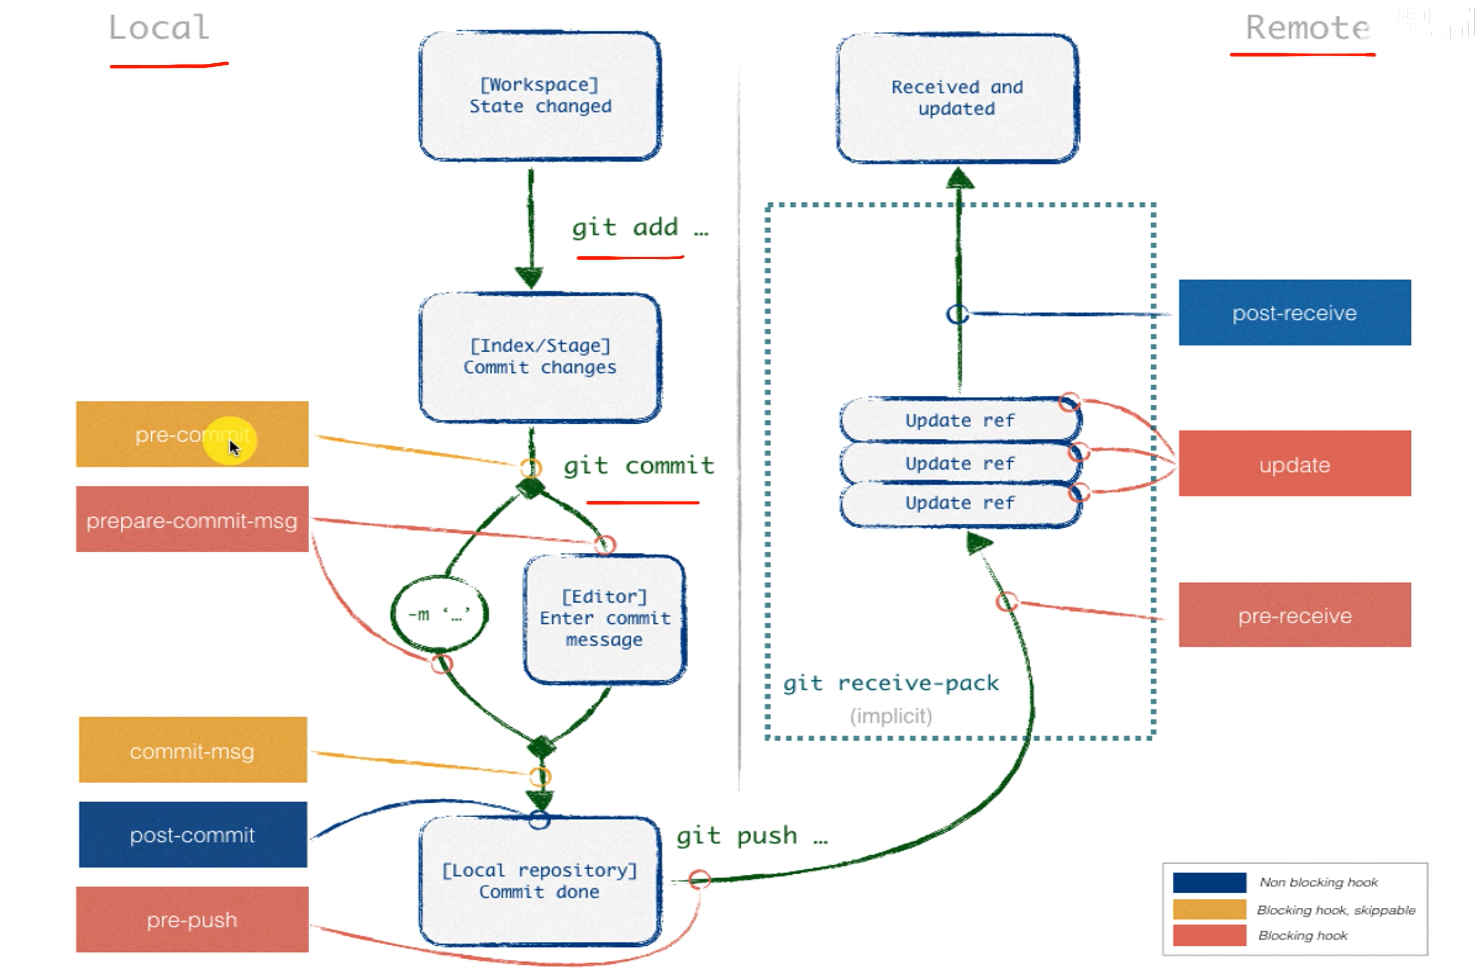 Local
Remote
[Workspace]
State changed
git add …
[Index/Stage]
Commit changes
pre-commit
prepare-commit-msg
git commit
-m ‘…’
[Editor]
Enter commit
message
commit-msg
post-commit
pre-push
[Local repository]
Commit done
git push …
Received and
updated
post-receive
Update ref
Update ref
Update ref
update
pre-receive
git receive-pack
(implicit)
Non blocking hook
Blocking hook, skippable
Blocking hook